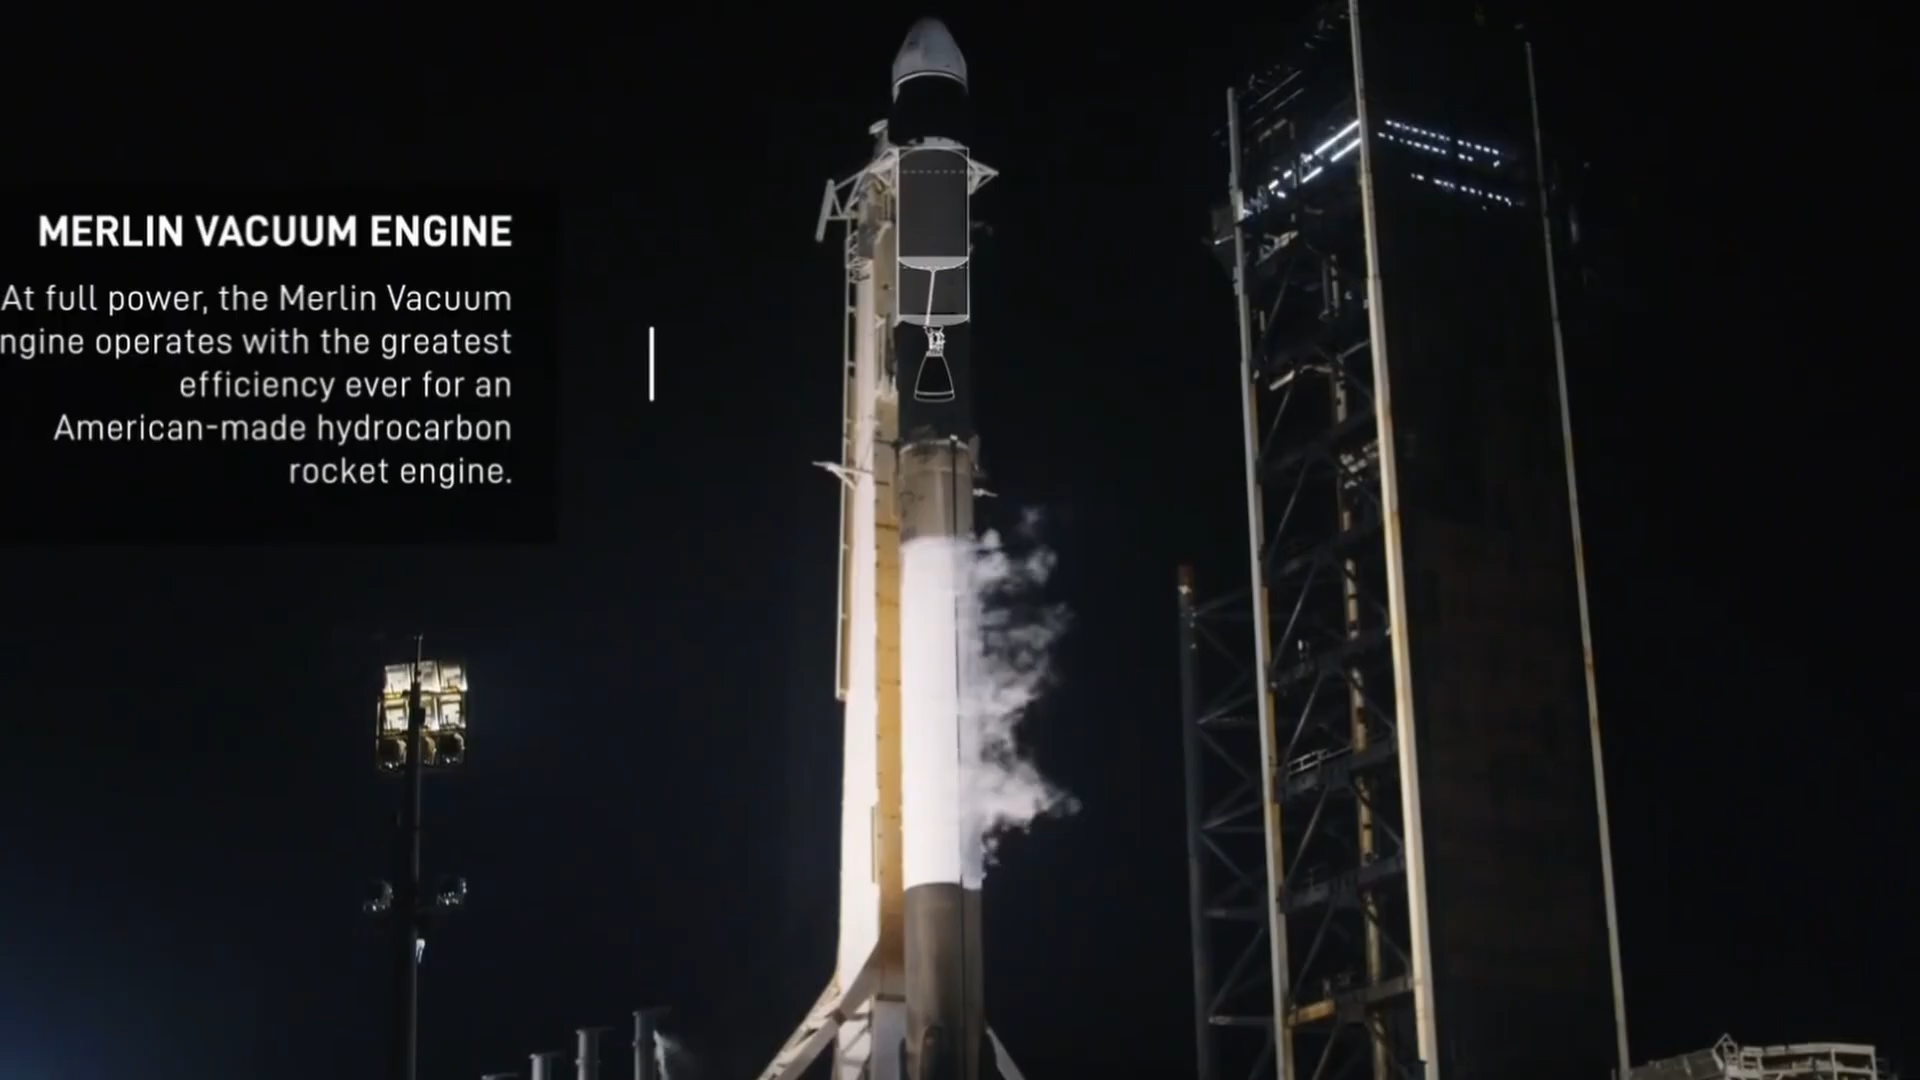 MERLIN VACUUM ENGINE
At full power, the Merlin Vacuum
ngine operates with the greatest
efficiency ever for an
American-made hydrocarbon
rocket engine.